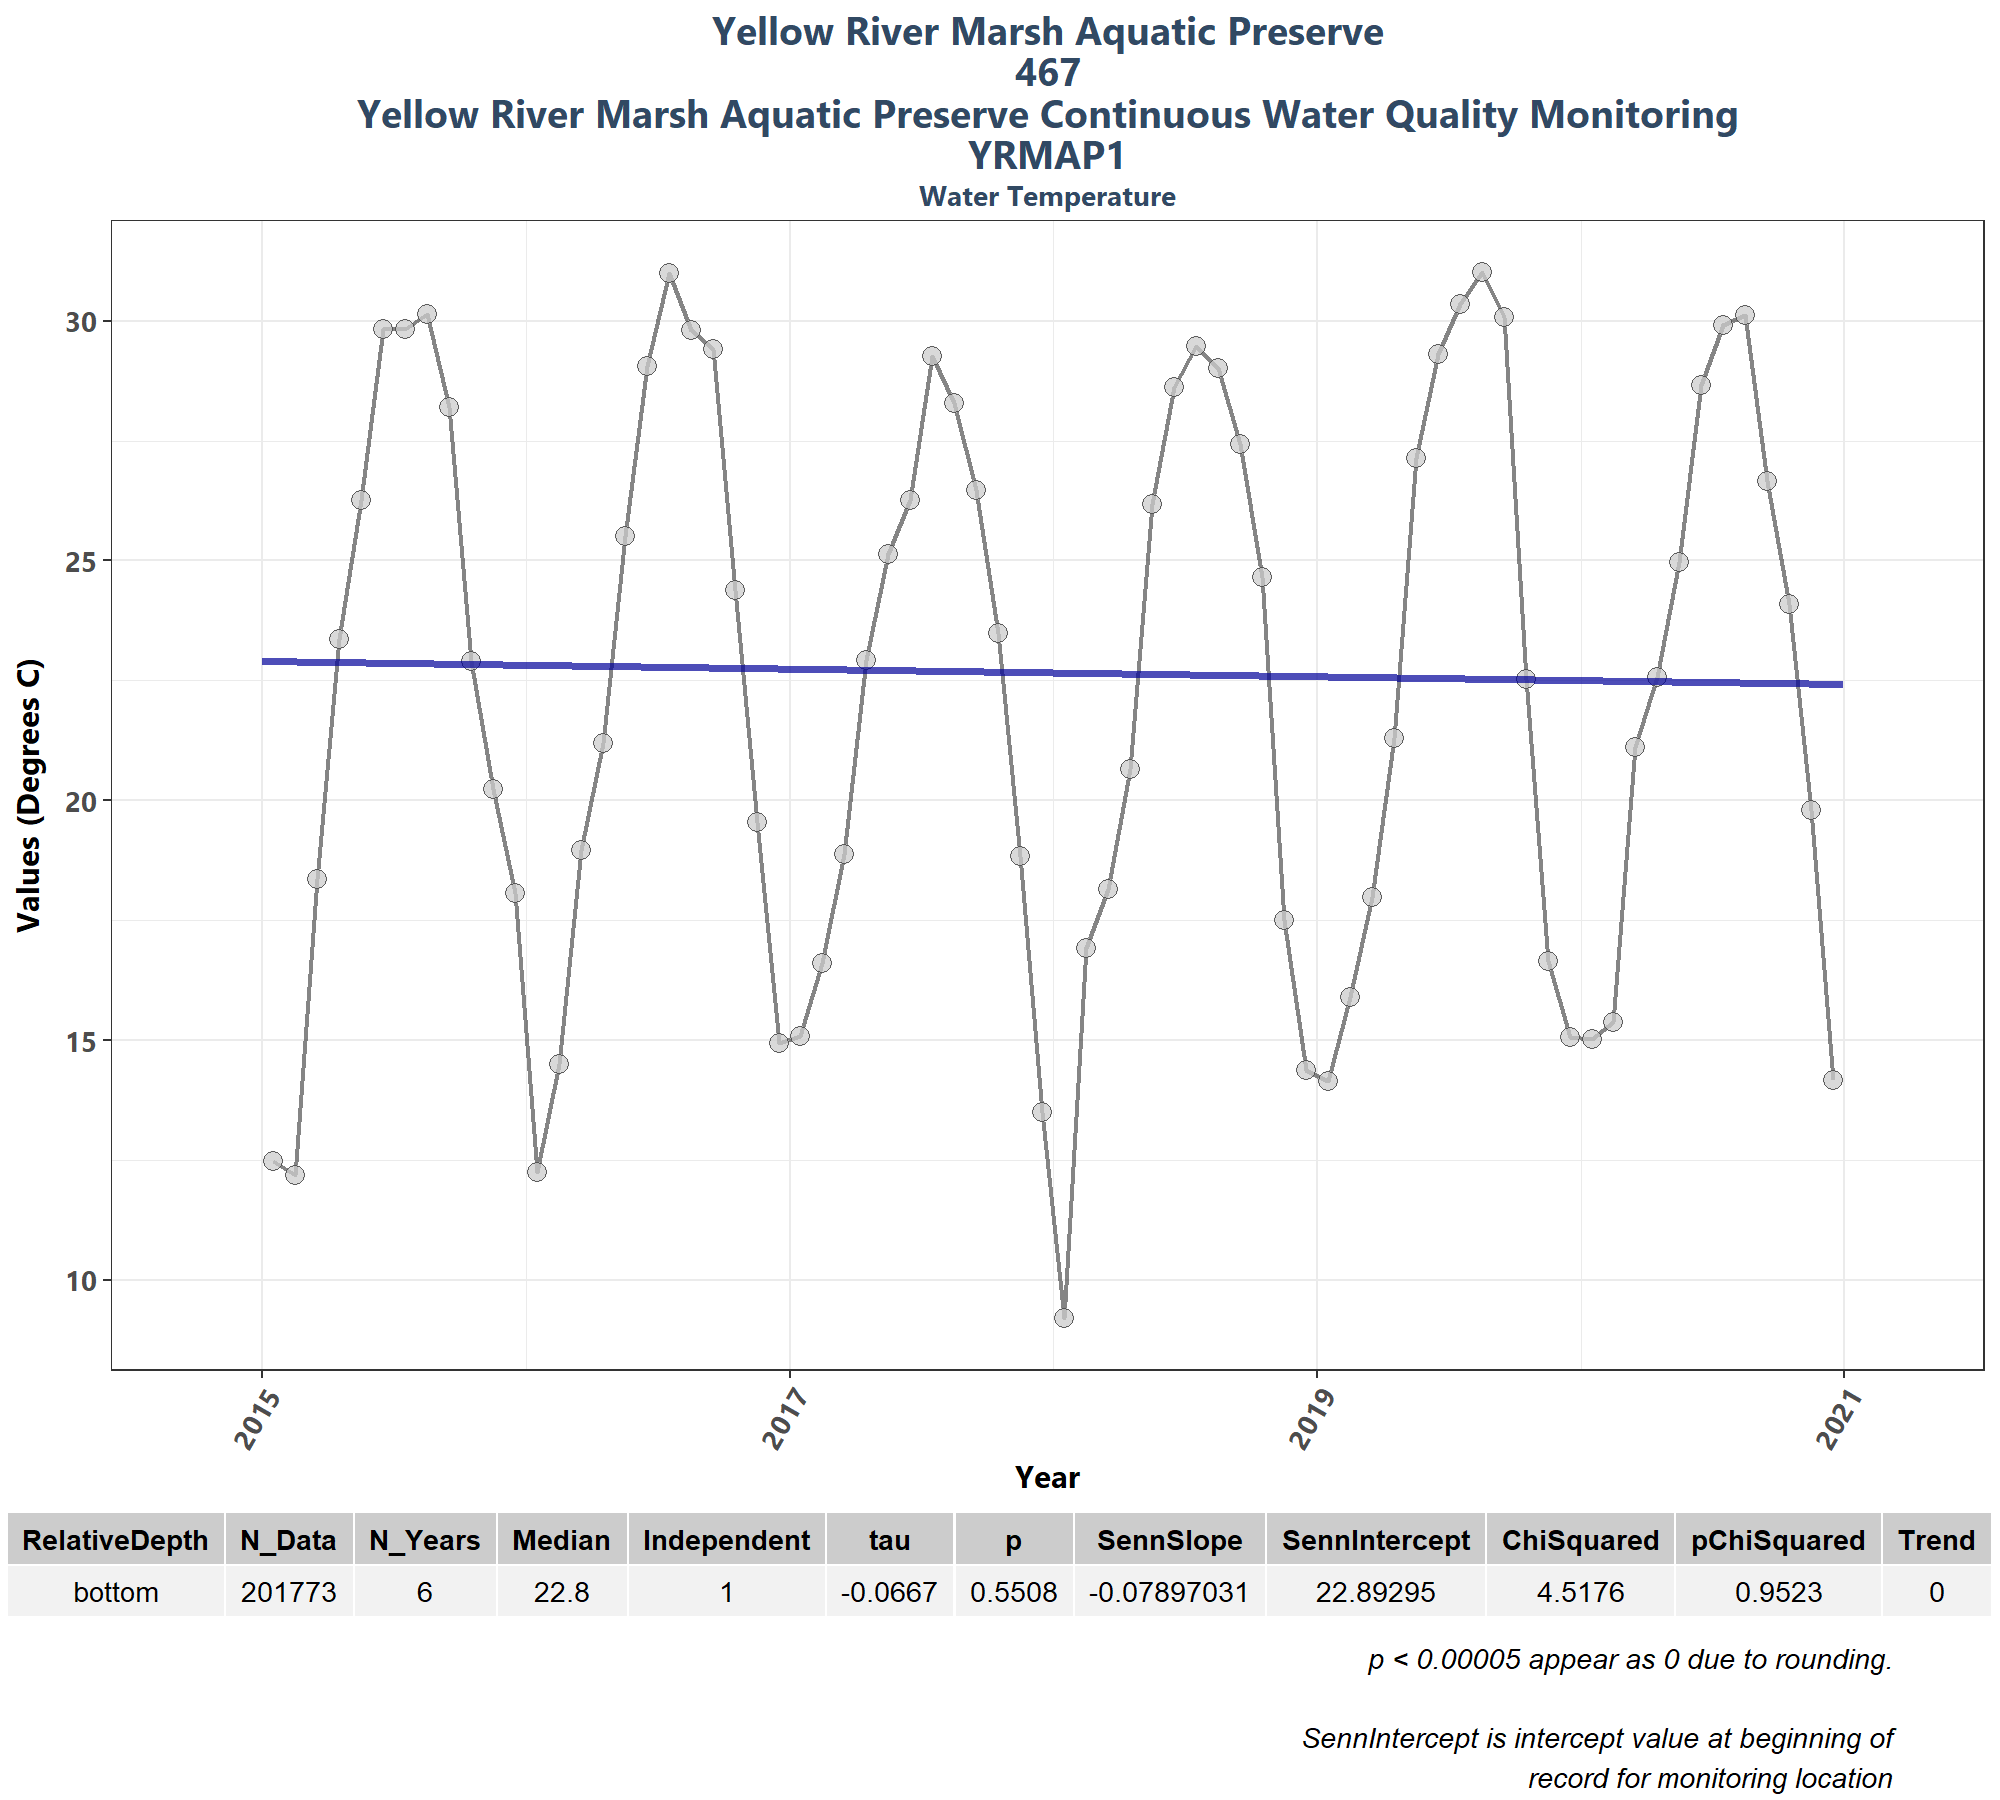 Yellow River Marsh Aquatic Preserve
467
Yellow River Marsh Aquatic Preserve Continuous Water Quality Monitoring
YRMAP1
Water Temperature
30
25
20
15
10
Values (Degrees C)
2015 2017 2019 2021
Year
RelativeDepth N_Data N_Years Median Independent tau p SennSlope SennIntercept ChiSquared pChiSquared Trend
bottom 201773 6 22.8 1 -0.0667 0.5508 -0.07897031 22.89295 4.5176 0.9523 0
p < 0.00005 appear as 0 due to rounding.
SennIntercept is intercept value at beginning of
record for monitoring location